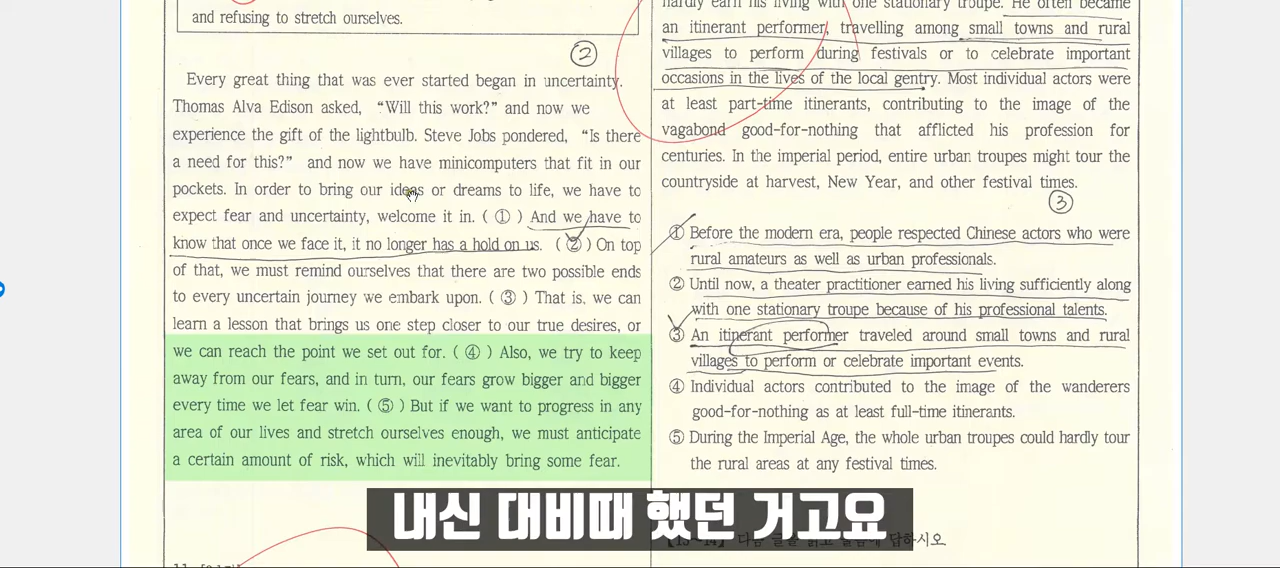 and refusing to stretch ourselves.
②
Every great thing that was ever started began in uncertainty.
Thomas Alva Edison asked, "Will this work?" and now we
experience the gift of the lightbulb. Steve Jobs pondered, "Is there
a need for this?" and now we have minicomputers that fit in our
pockets. In order to bring our ideas or dreams to life, we have to
expect fear and uncertainty, welcome it in. ( ① ) And we have to
know that once we face it, it no longer has a hold on us. ( ② ) On top
of that, we must remind ourselves that there are two possible ends
to every uncertain journey we embark upon. ( ③ ) That is, we can
learn a lesson that brings us one step closer to our true desires, or
we can reach the point we set out for. ( ④ ) Also, we try to keep
away from our fears, and in turn, our fears grow bigger and bigger
every time we let fear win. ( ⑤ ) But if we want to progress in any
area of our lives and stretch ourselves enough, we must anticipate
a certain amount of risk, which will inevitably bring some fear.
hardly earn his living with one stationary troupe. He often became
an itinerant performer, travelling among small towns and rural
villages to perform during festivals or to celebrate important
occasions in the lives of the local gentry. Most individual actors were
at least part-time itinerants, contributing to the image of the
vagabond good-for-nothing that afflicted his profession for
centuries. In the imperial period, entire urban troupes might tour the
countryside at harvest, New Year, and other festival times.
③
① Before the modern era, people respected Chinese actors who were
rural amateurs as well as urban professionals.
② Until now, a theater practitioner earned his living sufficiently along
with one stationary troupe because of his professional talents.
③ An itinerant performer traveled around small towns and rural
villages to perform or celebrate important events.
④ Individual actors contributed to the image of the wanderers
good-for-nothing as at least full-time itinerants.
⑤ During the Imperial Age, the whole urban troupes could hardly tour
the rural areas at any festival times.
내신 대비때 했던 거고요
답하시오.